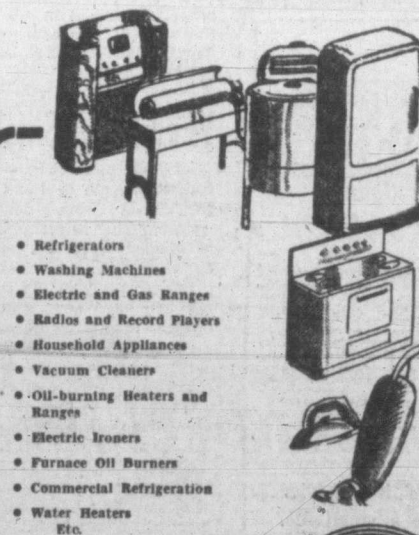 • Refrigerators
• Washing Machines
• Electric and Gas Ranges
• Radios and Record Players
• Household Appliances
• Vacuum Cleaners
• Oil-burning Heaters and
Ranges
• Electric Ironers
• Furnace Oil Burners
• Commercial Refrigeration
• Water Heaters
Etc.